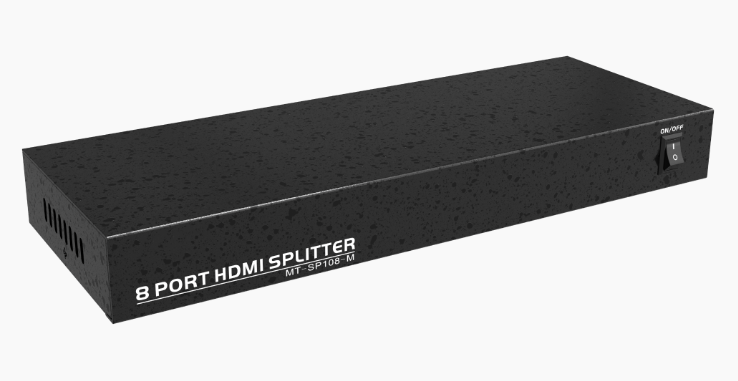 ON/OFF
I
O
8 PORT HDMI SPLITTER
MT-SP108-M